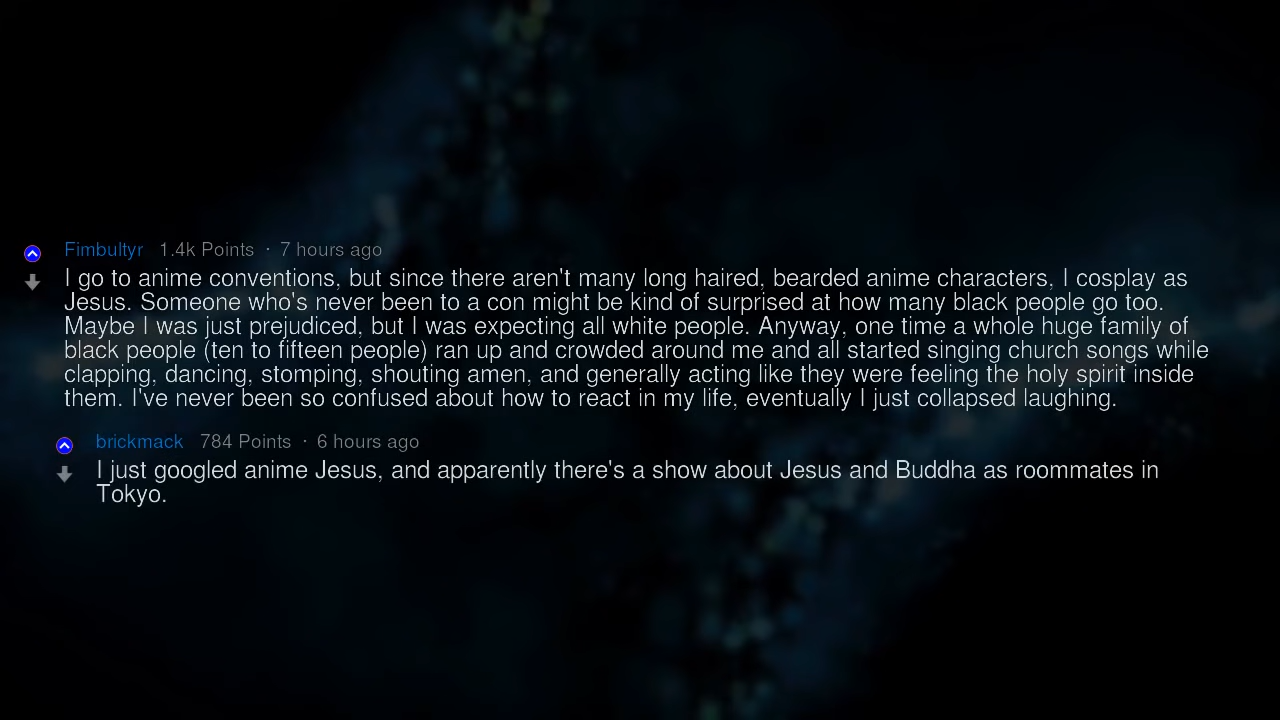 Fimbultyr 1.4k Points · 7 hours ago
I go to anime conventions, but since there aren't many long haired, bearded anime characters, I cosplay as
Jesus. Someone who's never been to a con might be kind of surprised at how many black people go too.
Maybe I was just prejudiced, but I was expecting all white people. Anyway, one time a whole huge family of
black people (ten to fifteen people) ran up and crowded around me and all started singing church songs while
clapping, dancing, stomping, shouting amen, and generally acting like they were feeling the holy spirit inside
them. I've never been so confused about how to react in my life, eventually I just collapsed laughing.
brickmack 784 Points · 6 hours ago
I just googled anime Jesus, and apparently there's a show about Jesus and Buddha as roommates in
Tokyo.